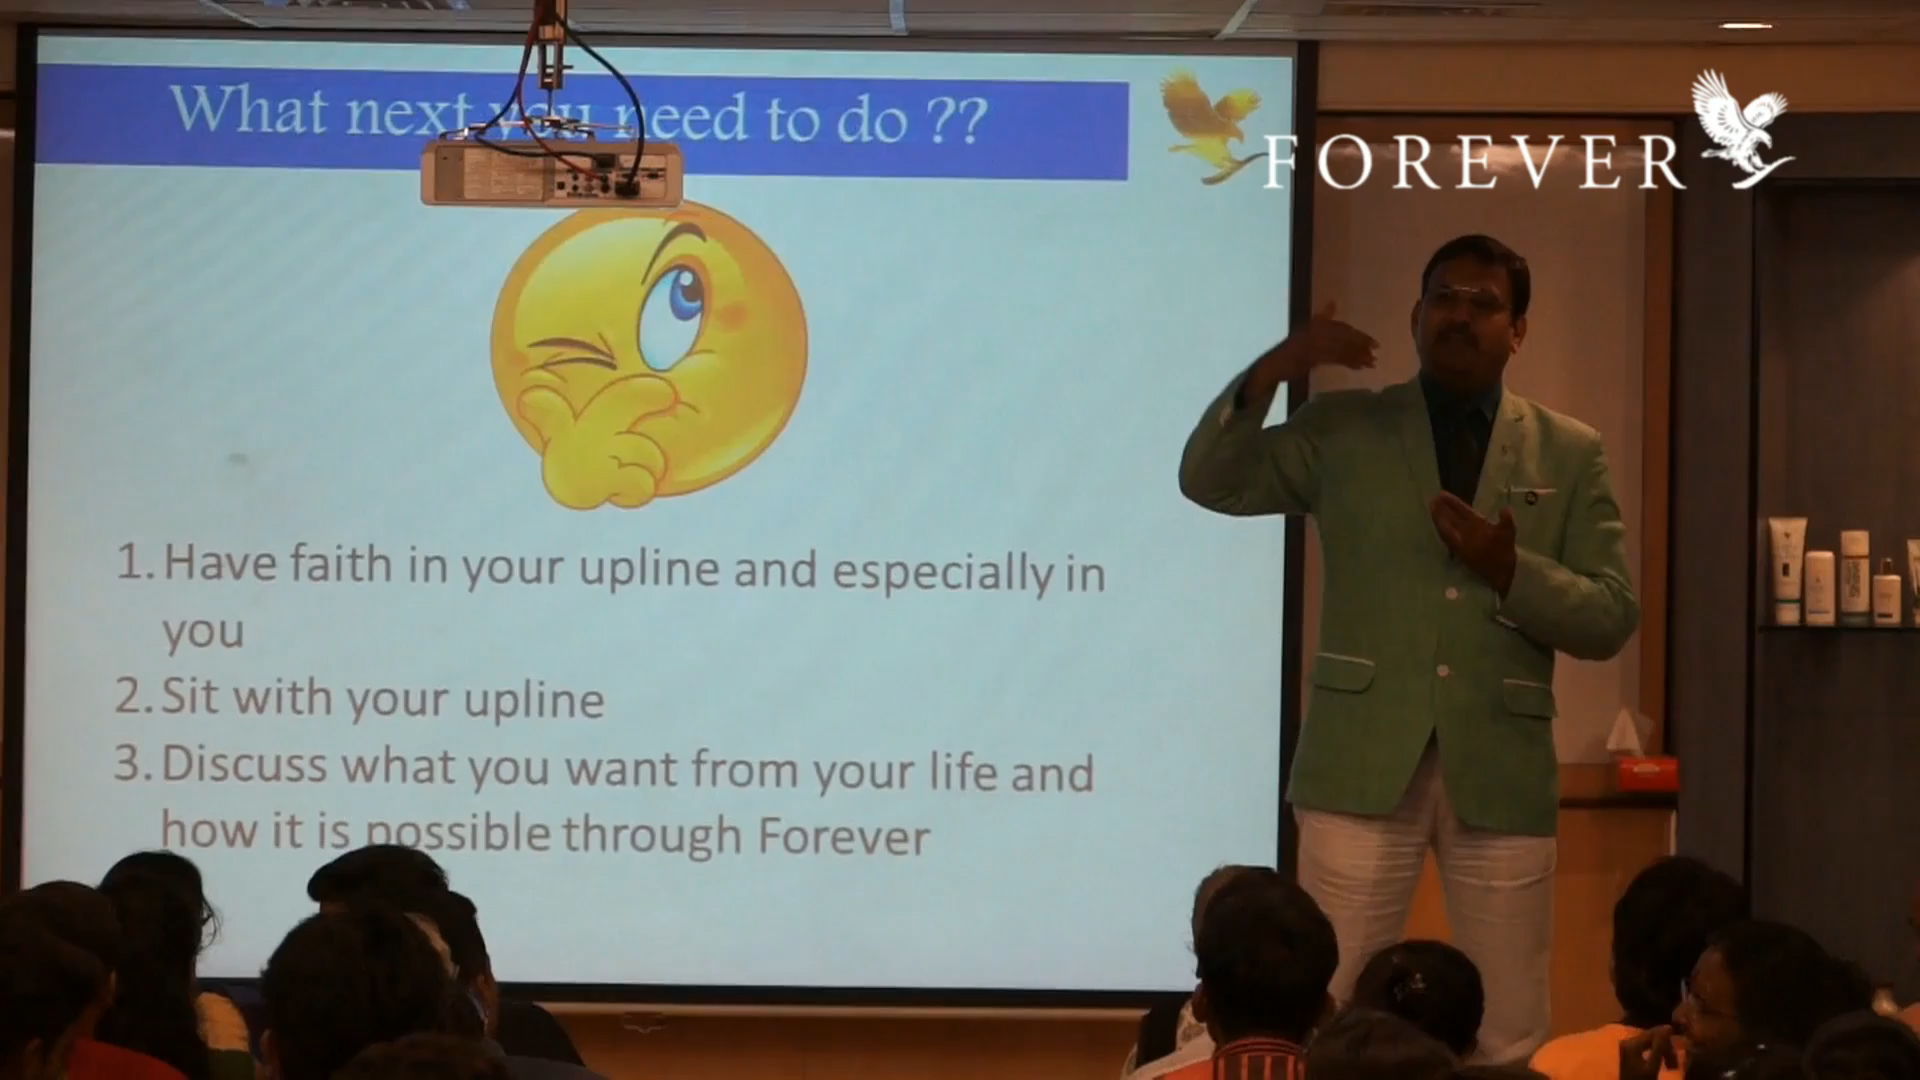 What next you need to do ??
FOREVER
1. Have faith in your upline and especially in
you
2. Sit with your upline
3. Discuss what you want from your life and
how it is possible through Forever